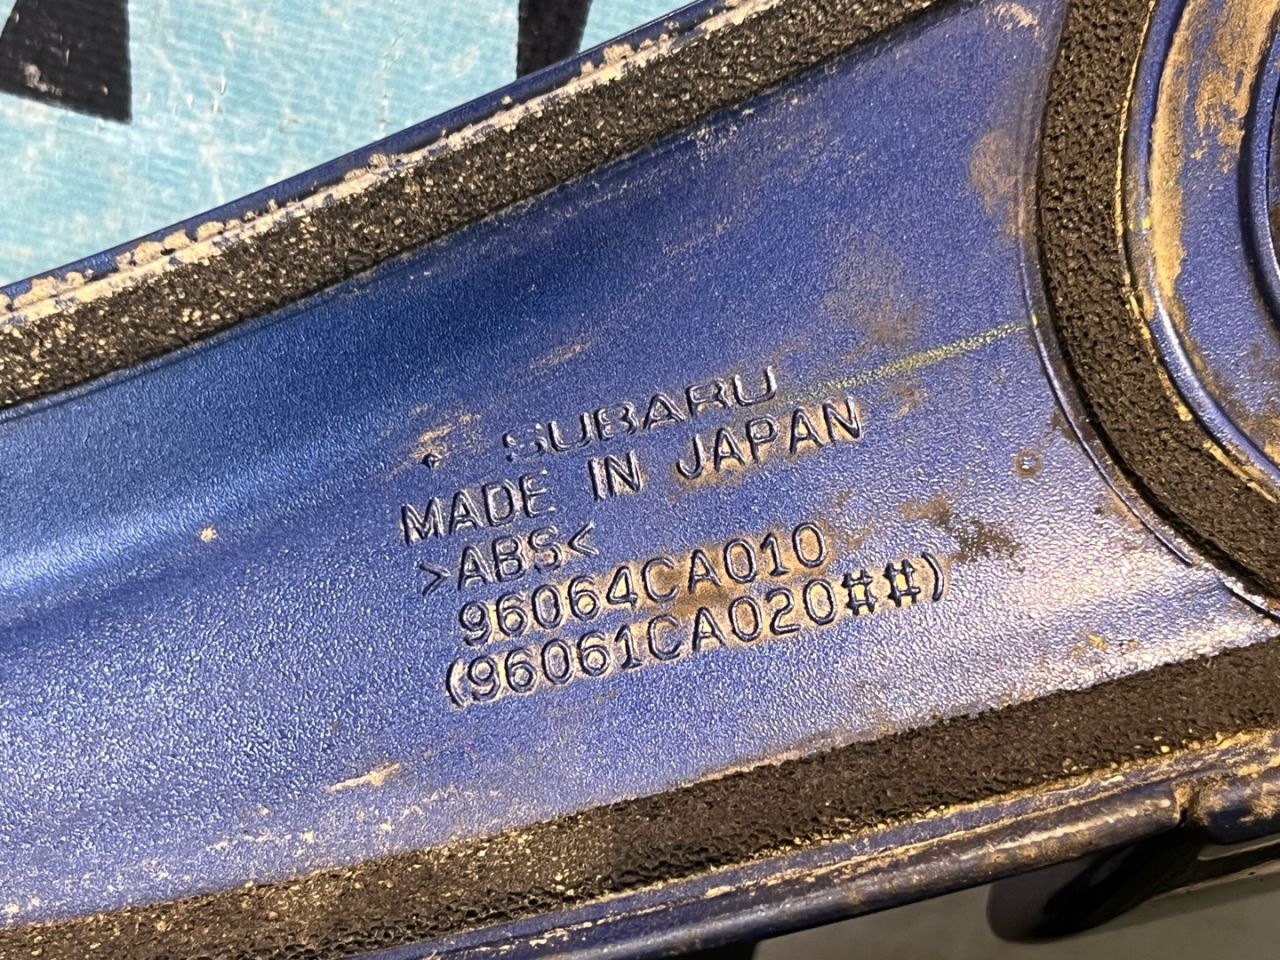 SUBARU
MADE IN JAPAN
>ABS<
96064CA010
(96061CA020##)